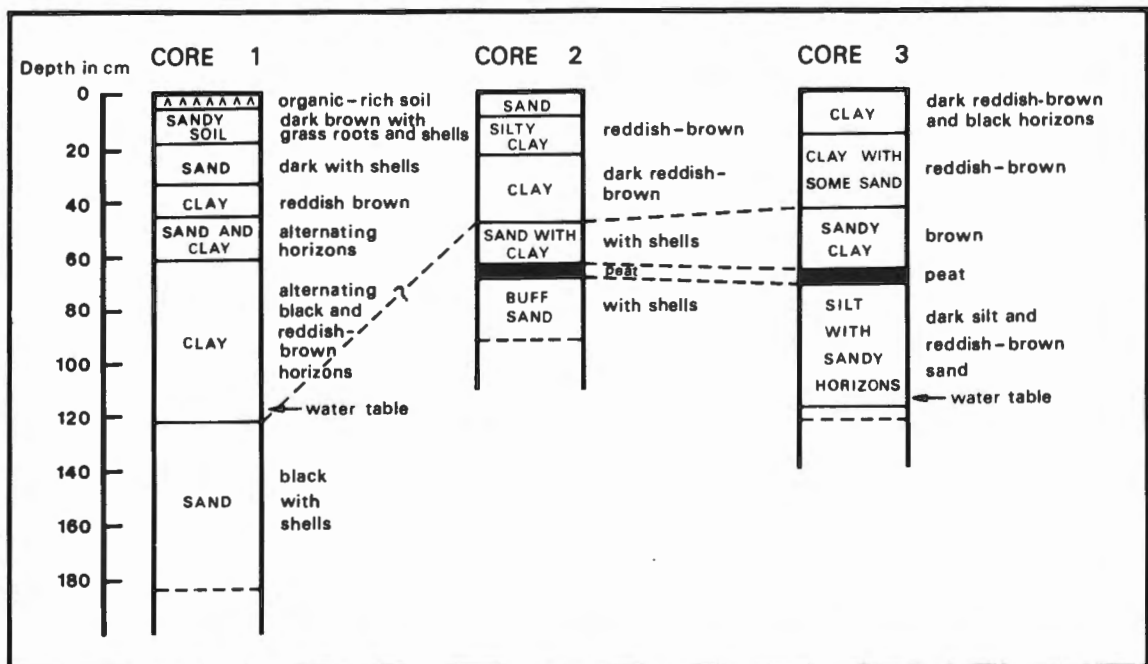 CORE 1
CORE 2
CORE 3
Depth in cm
0
20
40
60
80
100
120
140
160
180
organic-rich soil
SANDY
SOIL
dark brown with
grass roots and shells
SAND
dark with shells
CLAY
reddish brown
SAND AND
CLAY
alternating
horizons
CLAY
alternating
black and
reddish-
brown
horizons
water table
SAND
black
with
shells
SAND
SILTY
CLAY
reddish-brown
CLAY
dark reddish-
brown
SAND WITH
CLAY
with shells
peat
BUFF
SAND
with shells
CLAY
dark reddish-brown
and black horizons
CLAY WITH
SOME SAND
reddish-brown
SANDY
CLAY
brown
peat
SILT
WITH
SANDY
HORIZONS
dark silt and
reddish-brown
sand
water table